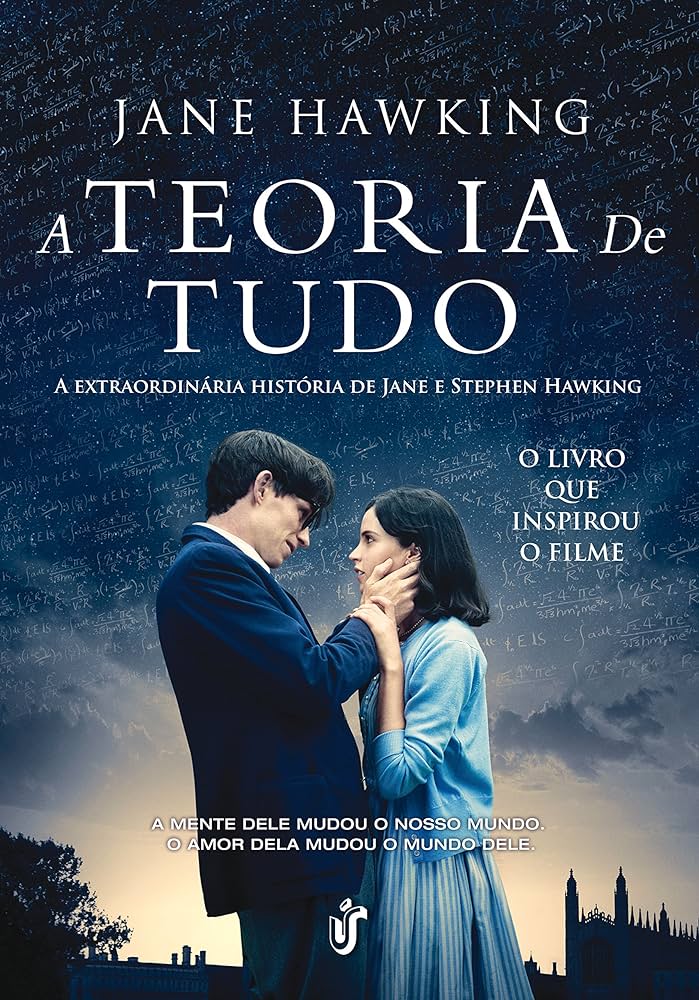 JANE HAWKING
A TEORIA De
TUDO
A EXTRAORDINÁRIA HISTÓRIA DE JANE E STEPHEN HAWKING
O LIVRO
QUE
INSPIROU
O FILME
A MENTE DELE MUDOU O NOSSO MUNDO.
O AMOR DELA MUDOU O MUNDO DELE.